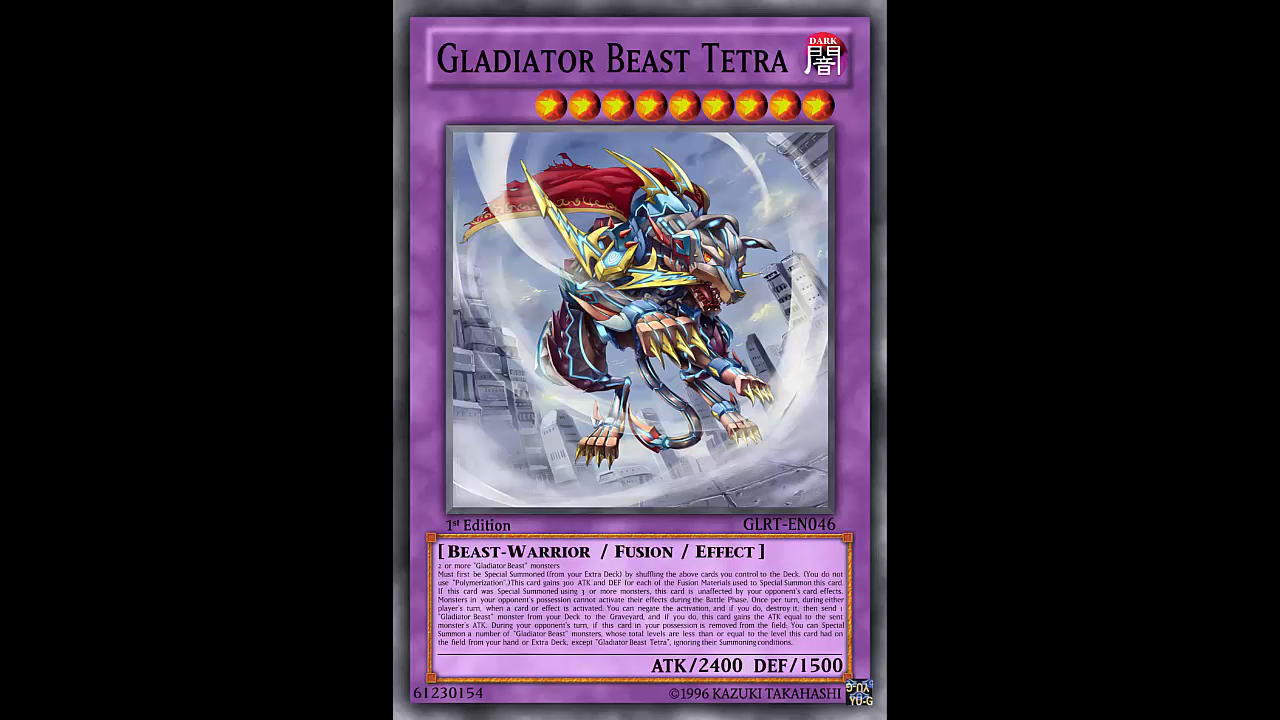 GLADIATOR BEAST TETRA
DARK
闇
1st Edition
GLRT-EN046
[ BEAST-WARRIOR / FUSION / EFFECT ]
2 or more "Gladiator Beast" monsters
Must first be Special Summoned (from your Extra Deck) by shuffling the above cards you control to the Deck. (You do not
use "Polymerization".)This card gains 300 ATK and DEF for each of the Fusion Materials used to Special Summon this card.
If this card was Special Summoned using 3 or more monsters, this card is unaffected by your opponent's card effects.
Monsters in your opponent's possession cannot activate their effects during the Battle Phase. Once per turn, during either
player's turn, when a card or effect is activated: You can negate the activation, and if you do, destroy it, then send 1
"Gladiator Beast" monster from your Deck to the Graveyard, and if you do, this card gains the ATK equal to the sent
monster's ATK. During your opponent's turn, if this card in your possession is removed from the field: You can Special
Summon a number of "Gladiator Beast" monsters, whose total levels are less than or equal to the level this card had on
the field from your hand or Extra Deck, except "Gladiator Beast Tetra", ignoring their Summoning conditions.
ATK/2400 DEF/1500
61230154
©1996 KAZUKI TAKAHASHI